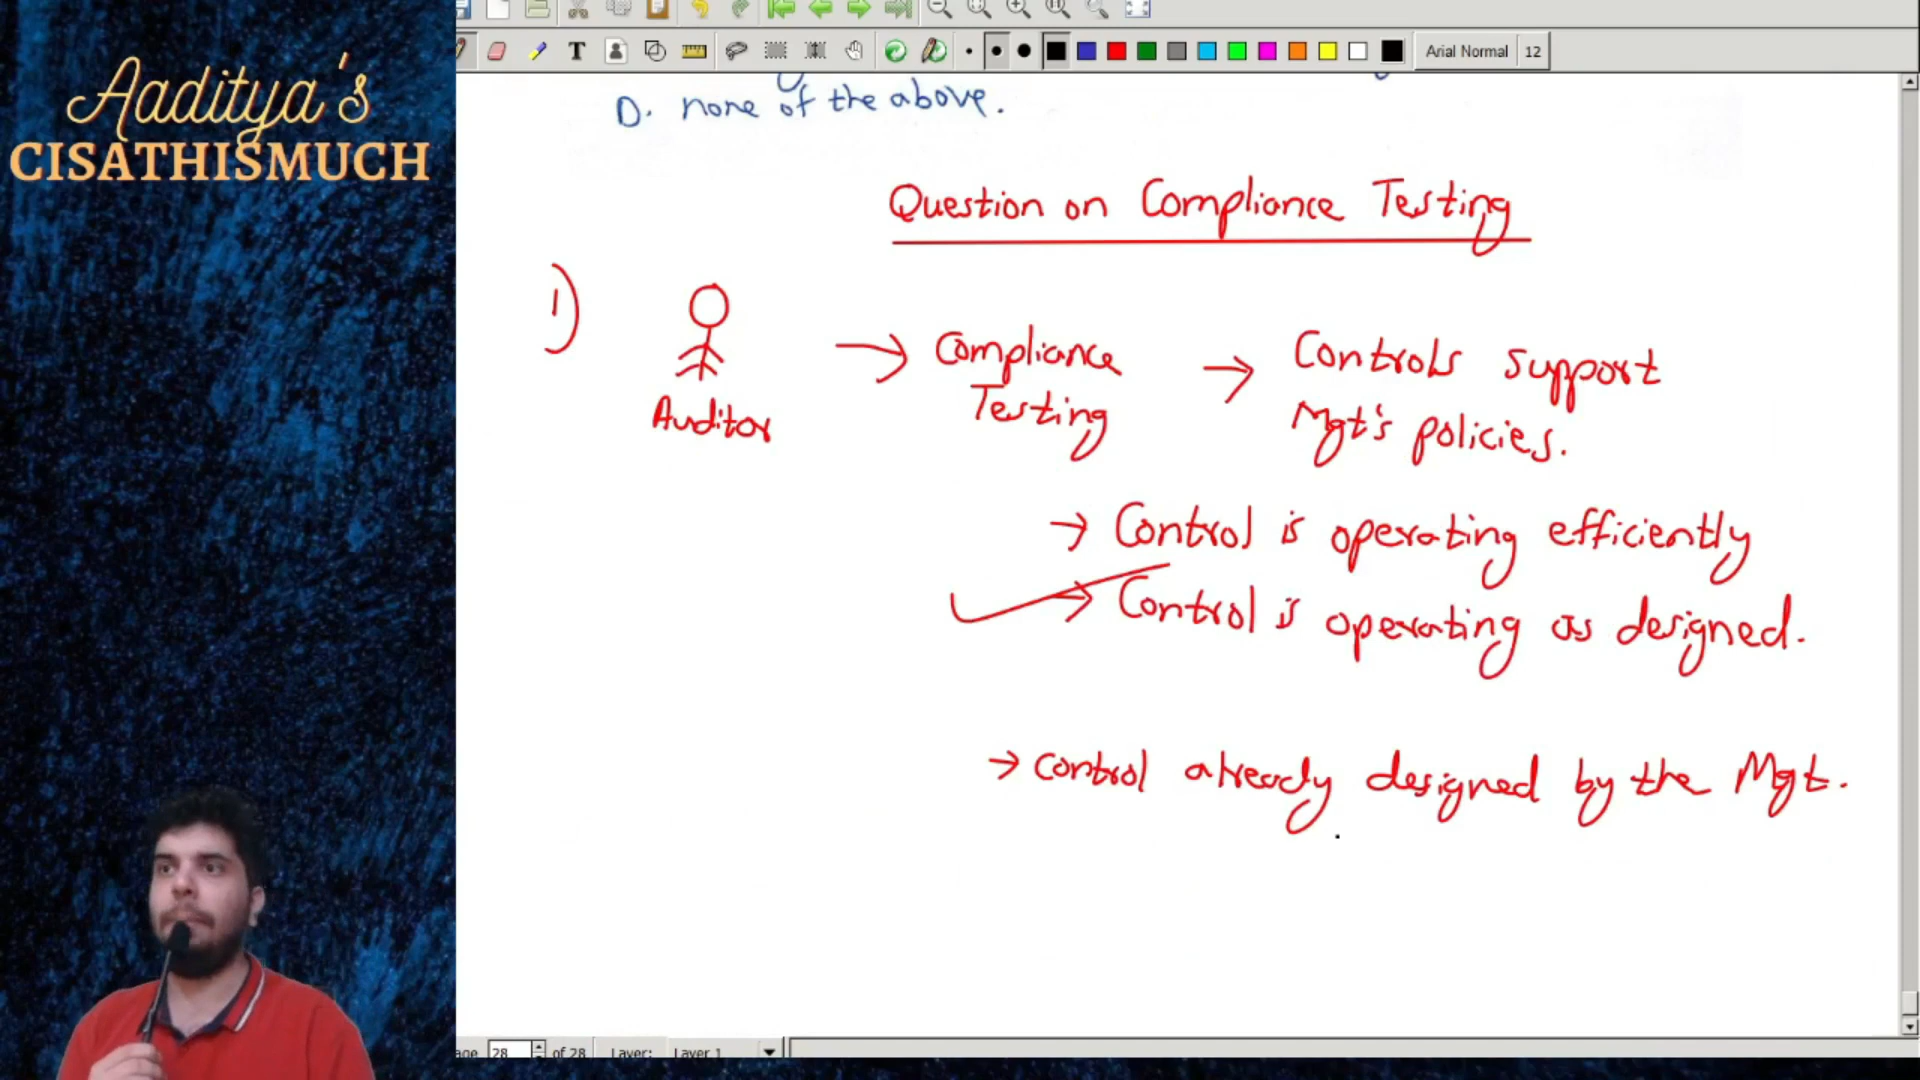 Aaditya's
CISATHISMUCH
Arial Normal 12
D. none of the above.
Question on Compliance Testing
1)
Auditor
→ Compliance Testing
→ Controls support Mgt's policies.
→ Control is operating efficiently
→ Control is operating as designed.
→ control already designed by the Mgt.
age 28 of 28 Layer: Layer 1